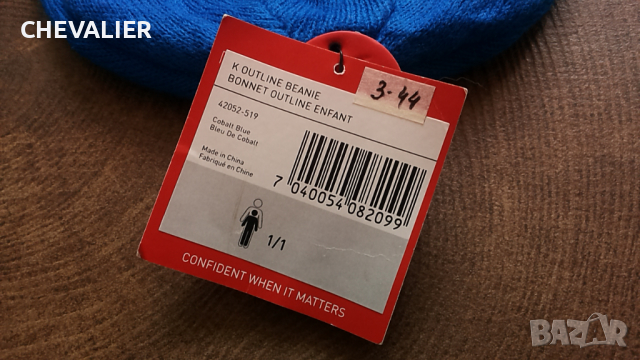 CHEVALIER
K OUTLINE BEANIE
BONNET OUTLINE ENFANT
3-44
42052-519
Cobalt Blue
Bleu De Cobalt
Made in China
Fabriqué en Chine
7 040054 082099
1/1
CONFIDENT WHEN IT MATTERS
BAZAR